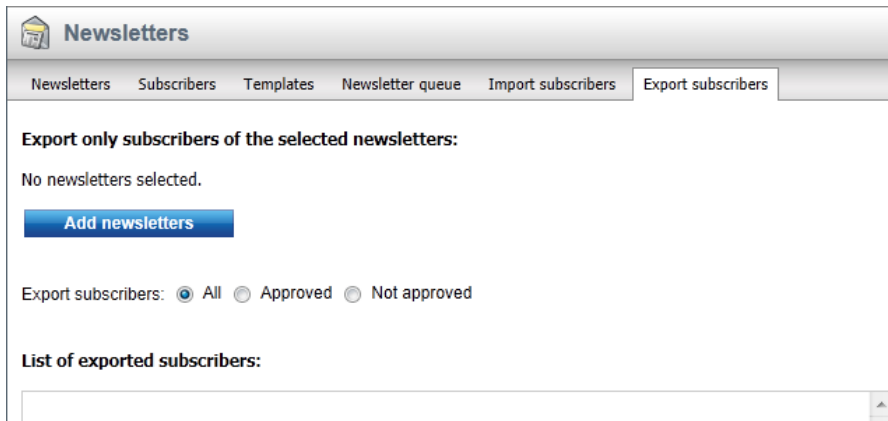 Newsletters
Newsletters Subscribers Templates Newsletter queue Import subscribers Export subscribers
Export only subscribers of the selected newsletters:
No newsletters selected.
Add newsletters
Export subscribers: All Approved Not approved
List of exported subscribers: